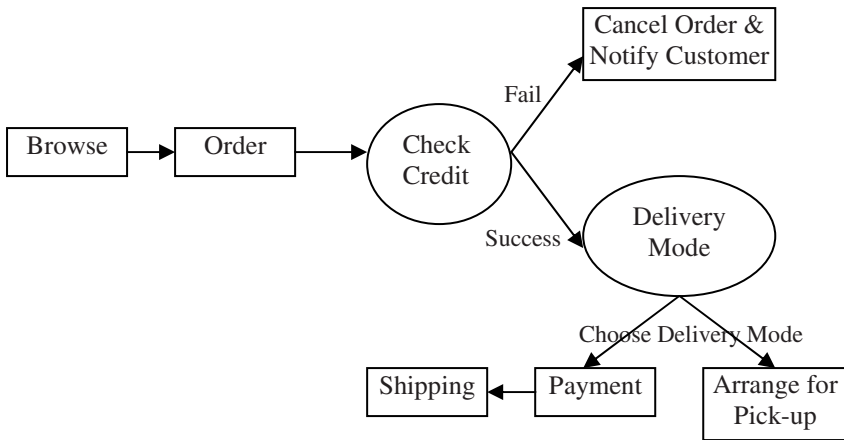 Cancel Order &
Notify Customer
Fail
Browse
Order
Check
Credit
Success
Delivery
Mode
Choose Delivery Mode
Shipping
Payment
Arrange for
Pick-up